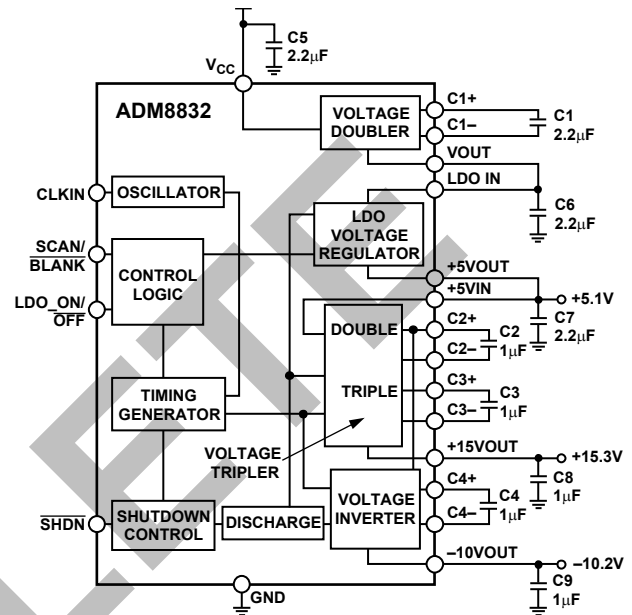 C5
2.2μF
VCC
ADM8832
VOLTAGE
DOUBLER
C1+
C1–
C1
2.2μF
VOUT
LDO IN
CLKIN
OSCILLATOR
LDO
VOLTAGE
REGULATOR
C6
2.2μF
SCAN/
BLANK
CONTROL
LOGIC
LDO_ON/
OFF
+5VOUT
+5VIN
+5.1V
C7
2.2μF
DOUBLE
TRIPLE
C2+
C2–
C2
1μF
C3+
C3–
C3
1μF
TIMING
GENERATOR
VOLTAGE
TRIPLER
+15VOUT
+15.3V
C8
1μF
C4+
C4–
C4
1μF
SHDN
SHUTDOWN
CONTROL
DISCHARGE
VOLTAGE
INVERTER
–10VOUT
–10.2V
C9
1μF
GND
LETE